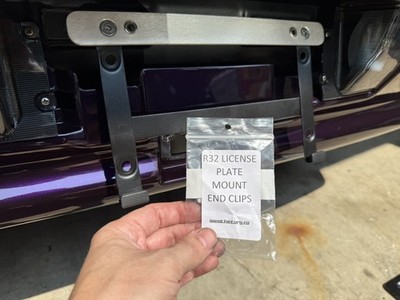 R32 LICENSE
PLATE
MOUNT
END CLIPS